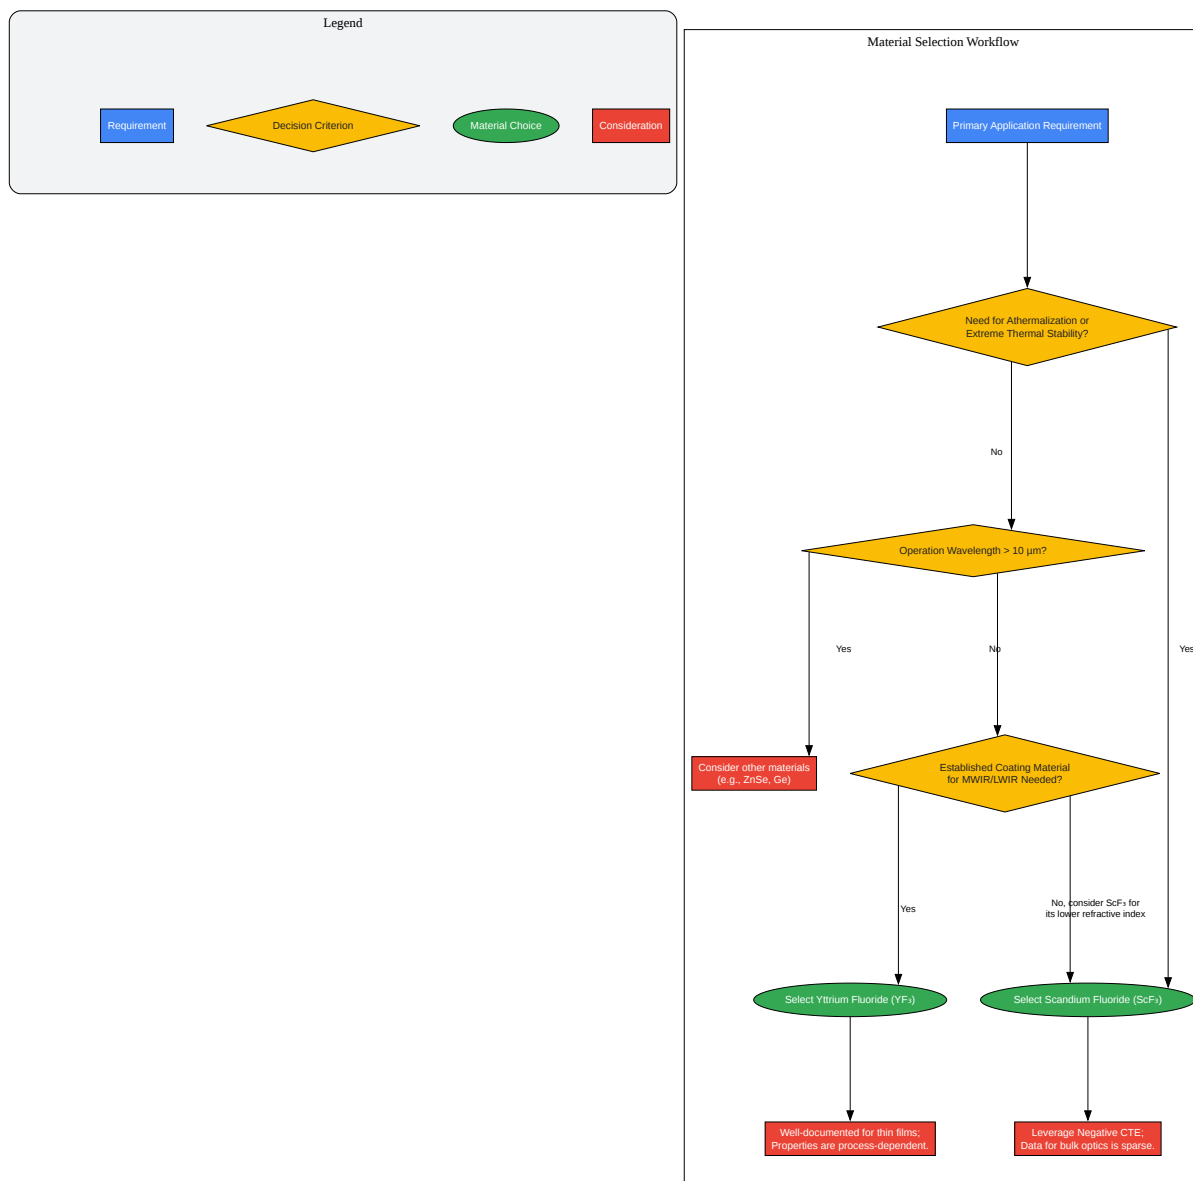 Legend
Requirement
Decision Criterion
Material Choice
Consideration
Material Selection Workflow
Primary Application Requirement
Need for Athermalization or
Extreme Thermal Stability?
No
Operation Wavelength > 10 µm?
Yes
No
Yes
Consider other materials
(e.g., ZnSe, Ge)
Established Coating Material
for MWIR/LWIR Needed?
Yes
No, consider ScF₃ for
its lower refractive index
Select Yttrium Fluoride (YF₃)
Select Scandium Fluoride (ScF₃)
Well-documented for thin films;
Properties are process-dependent.
Leverage Negative CTE;
Data for bulk optics is sparse.